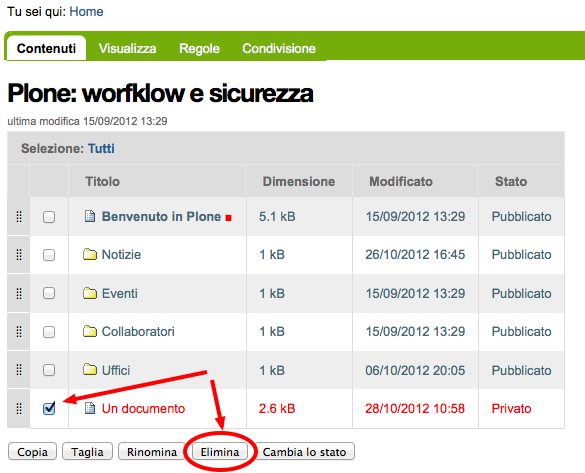 Tu sei qui: Home
Contenuti Visualizza Regole Condivisione
Plone: worfklow e sicurezza
ultima modifica 15/09/2012 13:29
Selezione: Tutti
Titolo Dimensione Modificato Stato
Benvenuto in Plone 5.1 kB 15/09/2012 13:29 Pubblicato
Notizie 1 kB 26/10/2012 16:45 Pubblicato
Eventi 1 kB 15/09/2012 13:29 Pubblicato
Collaboratori 1 kB 15/09/2012 13:29 Pubblicato
Uffici 1 kB 06/10/2012 20:05 Pubblicato
Un documento 2.6 kB 28/10/2012 10:58 Privato
Copia Taglia Rinomina Elimina Cambia lo stato